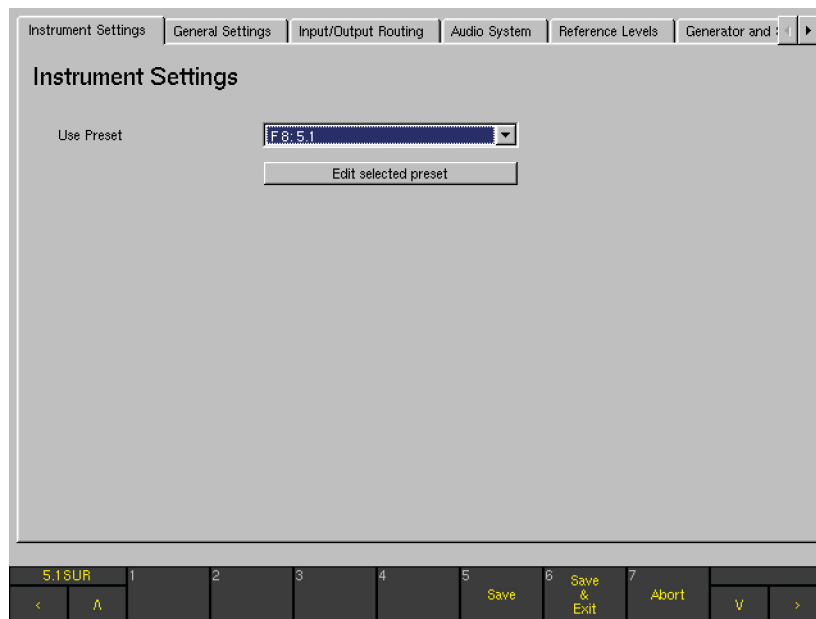 Instrument Settings General Settings Input/Output Routing Audio System Reference Levels Generator and
Instrument Settings
Use Preset F 8: 5.1
Edit selected preset
5.1SUR 1 2 3 4 5 Save 6 Save & Exit 7 Abort
< Λ V >